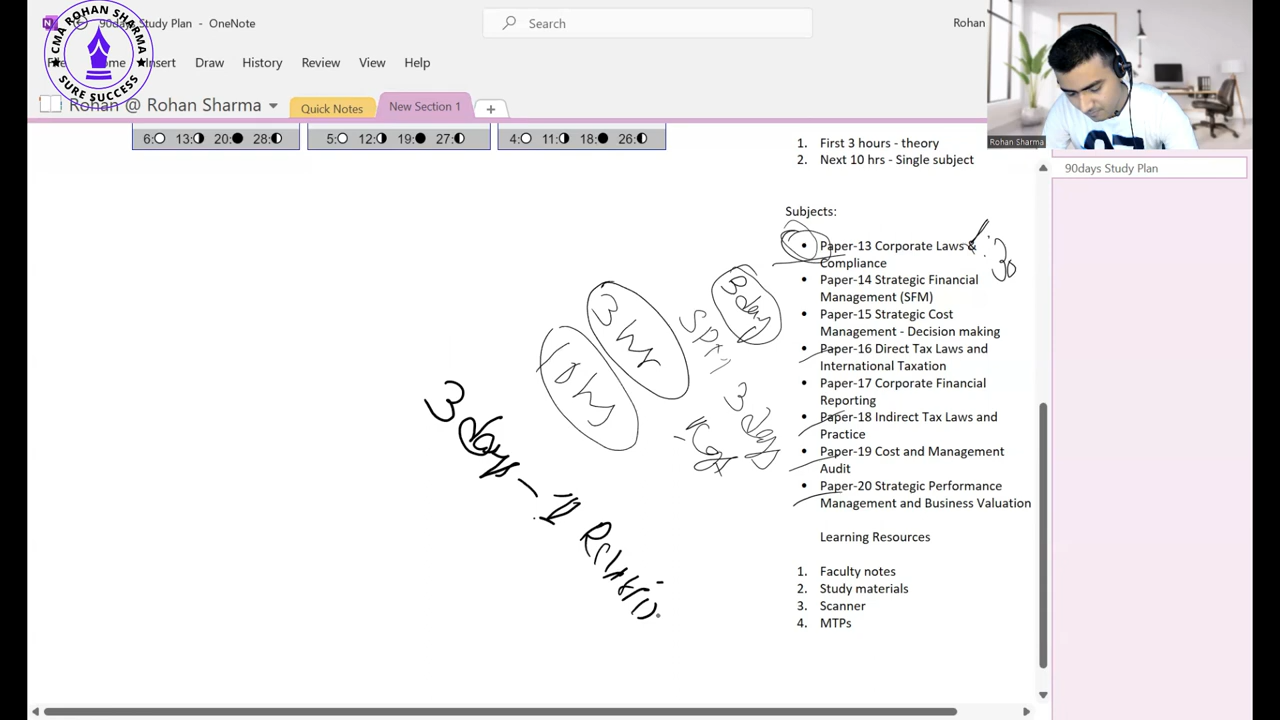 90days Study Plan - OneNote
Search
Rohan
CMA ROHAN SHARMA
SURE SUCCESS
Insert Draw History Review View Help
Rohan @ Rohan Sharma
Quick Notes
New Section 1
+
Rohan Sharma
6: 13: 20: 28:
5: 12: 19: 27:
4: 11: 18: 26:
1. First 3 hours - theory
2. Next 10 hrs - Single subject
90days Study Plan
Subjects:
• Paper-13 Corporate Laws &
Compliance
• Paper-14 Strategic Financial
Management (SFM)
• Paper-15 Strategic Cost
Management - Decision making
• Paper-16 Direct Tax Laws and
International Taxation
• Paper-17 Corporate Financial
Reporting
• Paper-18 Indirect Tax Laws and
Practice
• Paper-19 Cost and Management
Audit
• Paper-20 Strategic Performance
Management and Business Valuation
30
3 days
3 hr
10 hrs
3 days
3 days -
Learning Resources
1. Faculty notes
2. Study materials
3. Scanner
4. MTPs